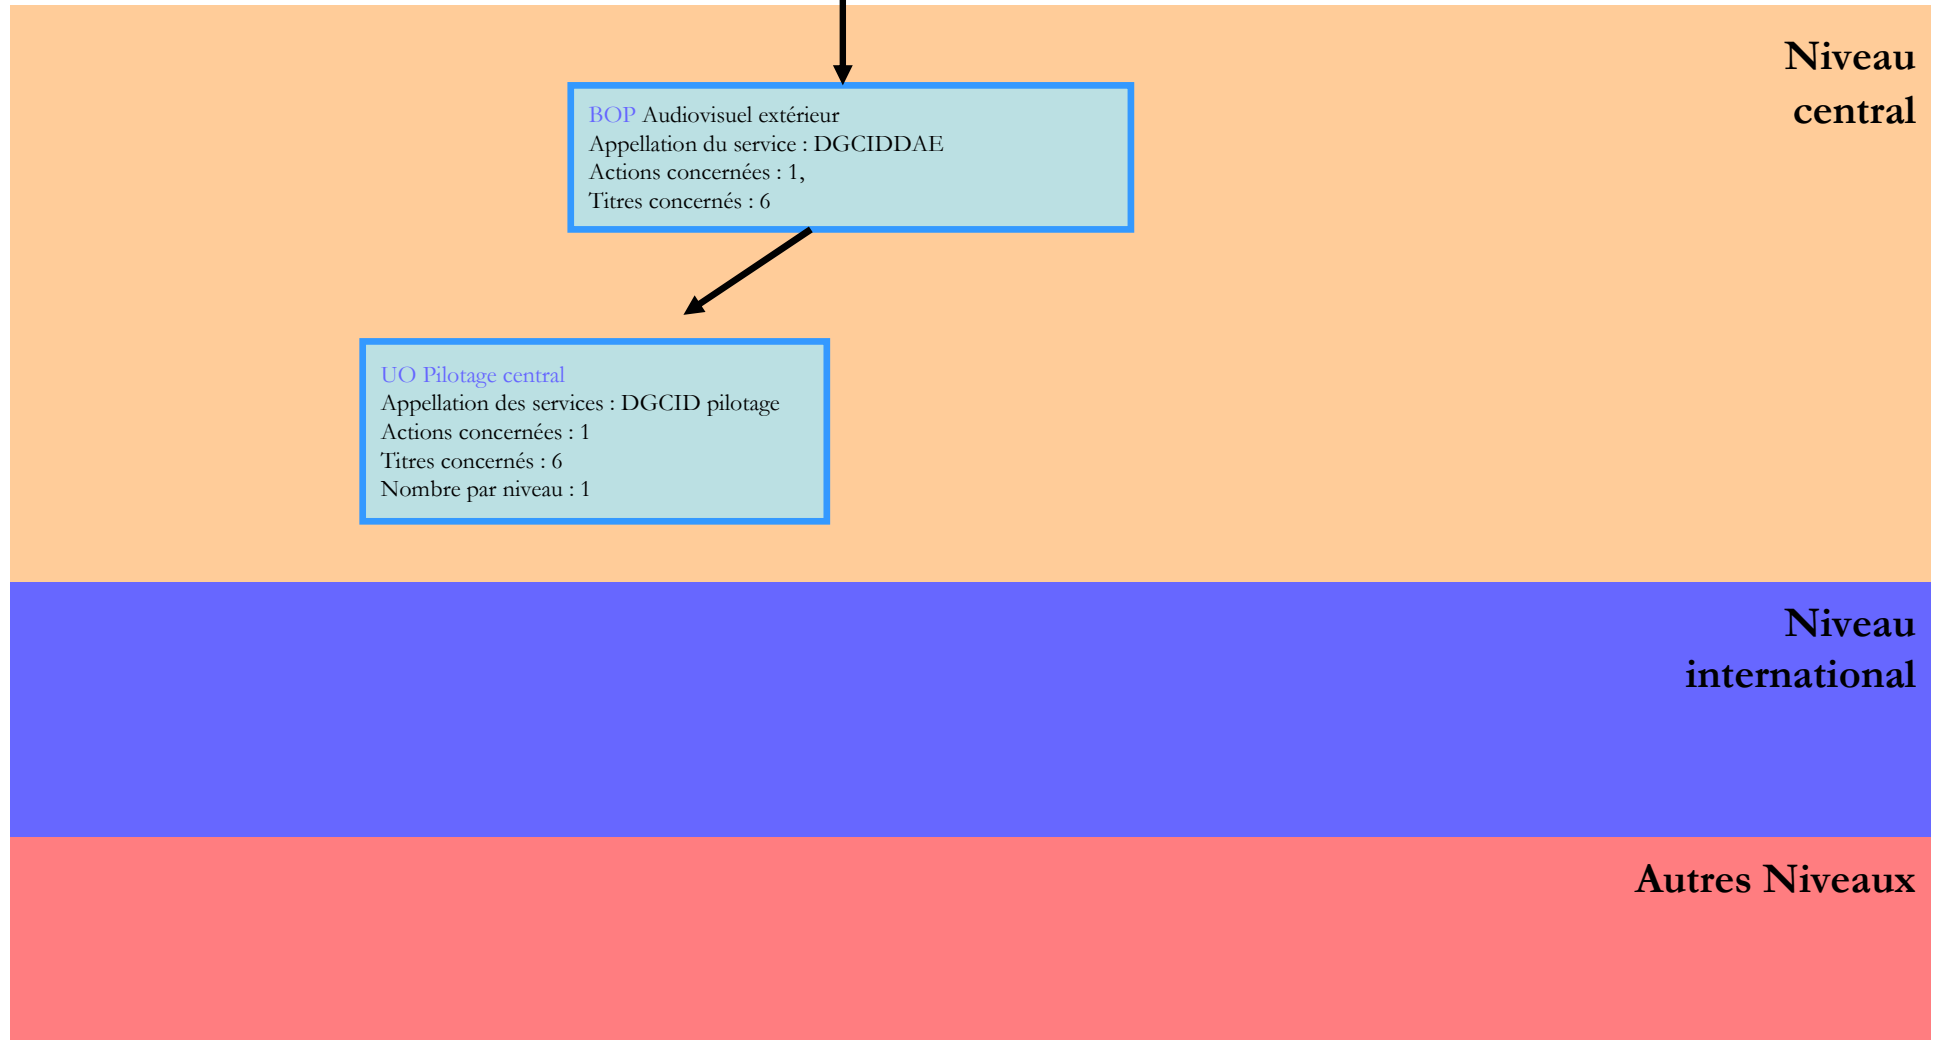 Niveau
central
BOP Audiovisuel extérieur
Appellation du service : DGCIDDAE
Actions concernées : 1,
Titres concernés : 6
UO Pilotage central
Appellation des services : DGCID pilotage
Actions concernées : 1
Titres concernés : 6
Nombre par niveau : 1
Niveau
international
Autres Niveaux